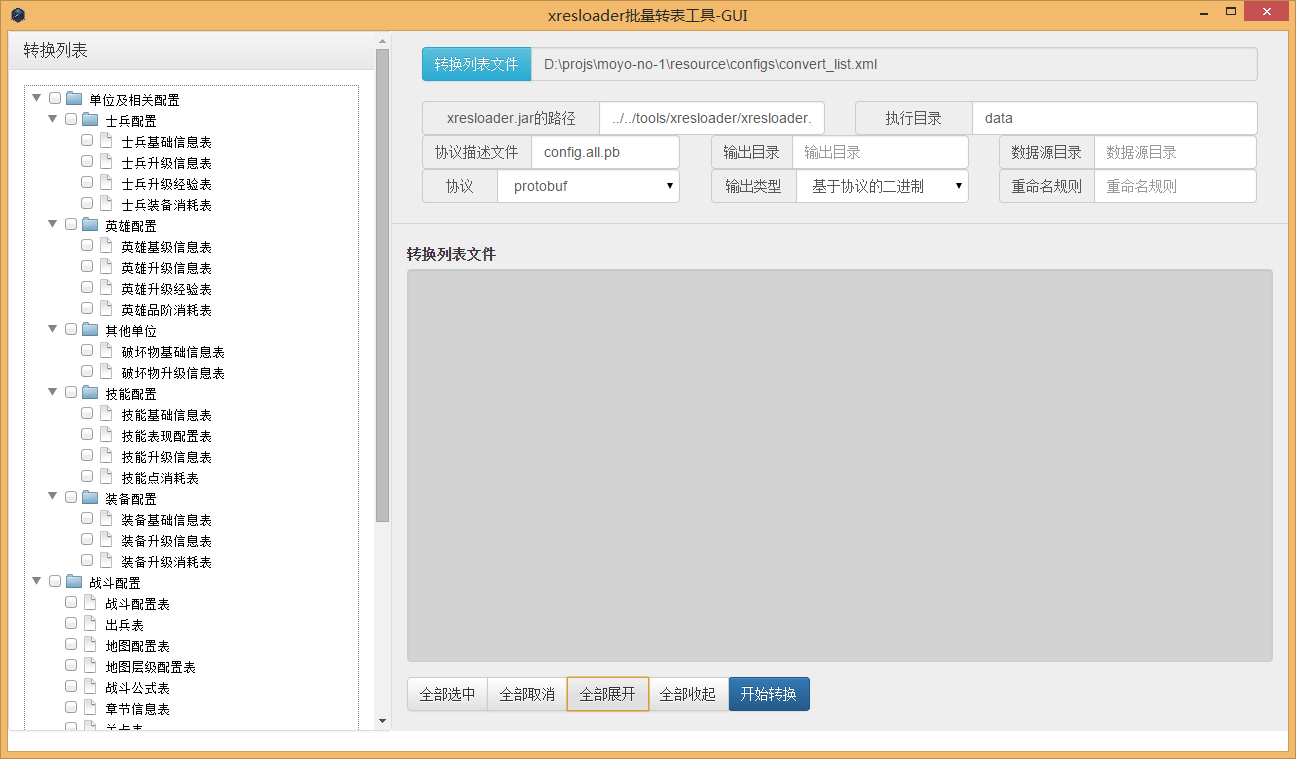 xresloader批量转表工具-GUI
转换列表
单位及相关配置
士兵配置
士兵基础信息表
士兵升级信息表
士兵升级经验表
士兵装备消耗表
英雄配置
英雄基级信息表
英雄升级信息表
英雄升级经验表
英雄品阶消耗表
其他单位
破坏物基础信息表
破坏物升级信息表
技能配置
技能基础信息表
技能表现配置表
技能升级信息表
技能点消耗表
装备配置
装备基础信息表
装备升级信息表
装备升级消耗表
战斗配置
战斗配置表
出兵表
地图配置表
地图层级配置表
战斗公式表
章节信息表
关卡表
转换列表文件 D:\projs\moyo-no-1\resource\configs\convert_list.xml
xresloader.jar的路径 ../../tools/xresloader/xresloader. 执行目录 data
协议描述文件 config.all.pb 输出目录 输出目录 数据源目录 数据源目录
协议 protobuf 输出类型 基于协议的二进制 重命名规则 重命名规则
转换列表文件
全部选中 全部取消 全部展开 全部收起 开始转换